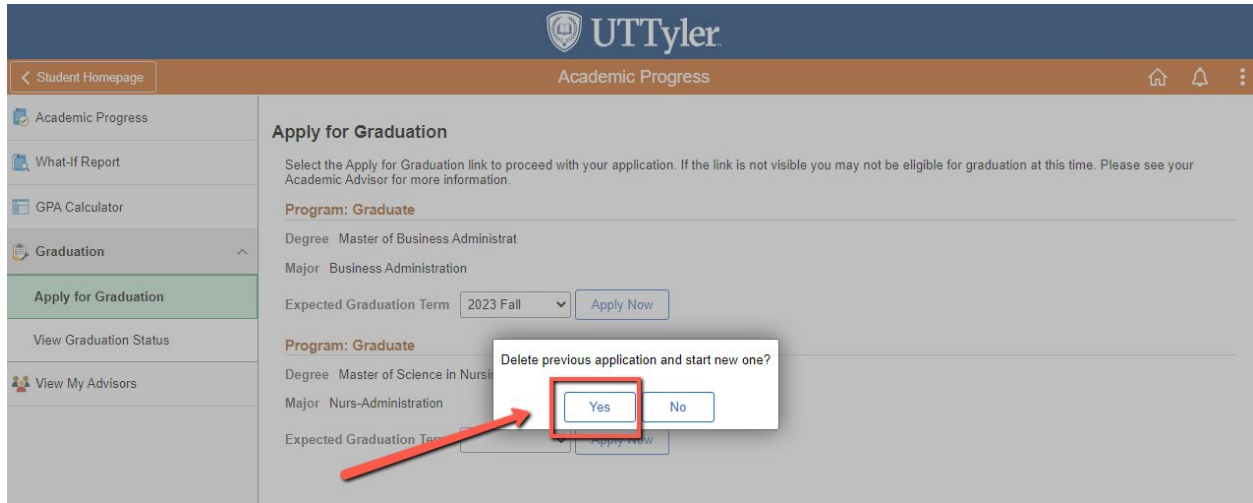 UTTyler
Student Homepage
Academic Progress
Academic Progress
What-If Report
GPA Calculator
Graduation
Apply for Graduation
View Graduation Status
View My Advisors
Apply for Graduation
Select the Apply for Graduation link to proceed with your application. If the link is not visible you may not be eligible for graduation at this time. Please see your
Academic Advisor for more information.
Program: Graduate
Degree Master of Business Administrat
Major Business Administration
Expected Graduation Term 2023 Fall Apply Now
Program: Graduate
Degree Master of Science in Nursi
Major Nurs-Administration
Expected Graduation Term Apply Now
Delete previous application and start new one?
Yes No